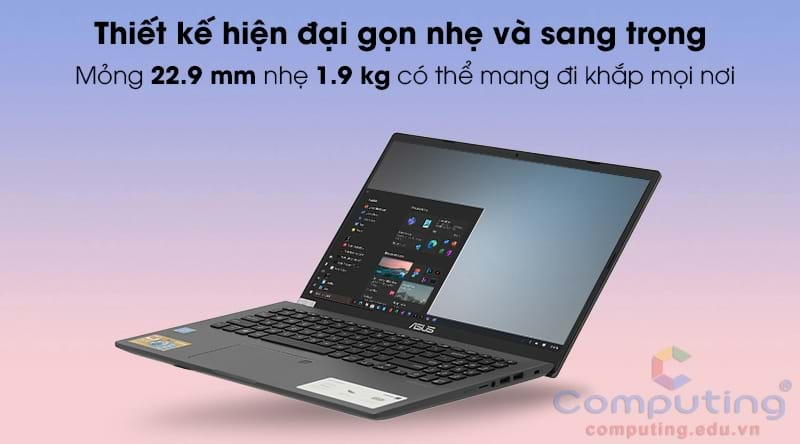 Thiết kế hiện đại gọn nhẹ và sang trọng
Mỏng 22.9 mm nhẹ 1.9 kg có thể mang đi khắp mọi nơi
ASUS
Computing®
computing.edu.vn